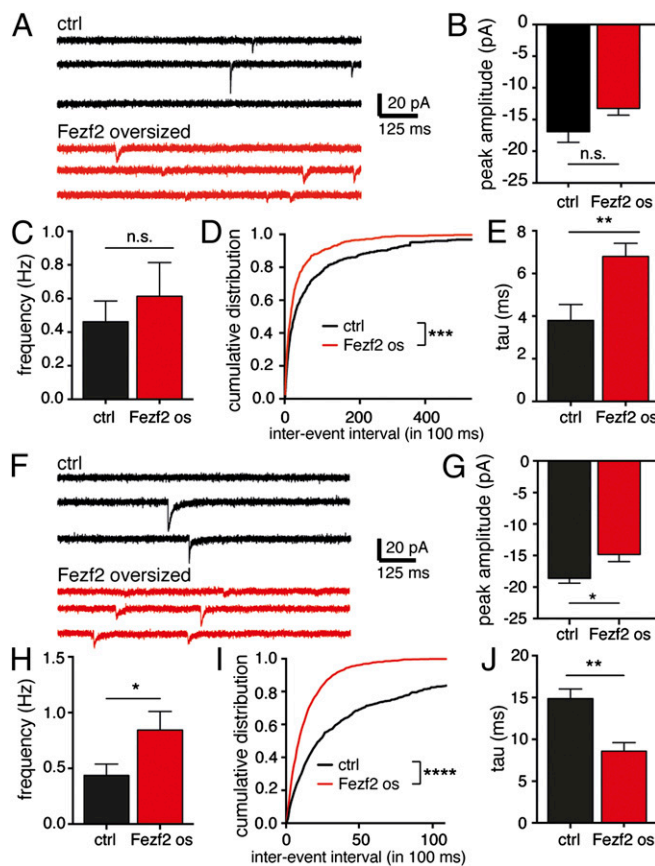 A
ctrl
20 pA
125 ms
Fezf2 oversized
B
peak amplitude (pA)
0
-5
-10
-15
-20
-25
n.s.
ctrl Fezf2 os
C
frequency (Hz)
1.0
0.8
0.6
0.4
0.2
0.0
n.s.
ctrl Fezf2 os
D
cumulative distribution
1.0
0.8
0.6
0.4
0.2
0.0
ctrl
Fezf2 os
***
0 200 400
inter-event interval (in 100 ms)
E
tau (ms)
8
6
4
2
0
**
ctrl Fezf2 os
F
ctrl
20 pA
125 ms
Fezf2 oversized
G
peak amplitude (pA)
0
-5
-10
-15
-20
-25
*
ctrl Fezf2 os
H
frequency (Hz)
1.5
1.0
0.5
0.0
*
ctrl Fezf2 os
I
cumulative distribution
1.0
0.8
0.6
0.4
0.2
0.0
ctrl
Fezf2 os
****
0 50 100
inter-event interval (in 100 ms)
J
tau (ms)
20
15
10
5
0
**
ctrl Fezf2 os